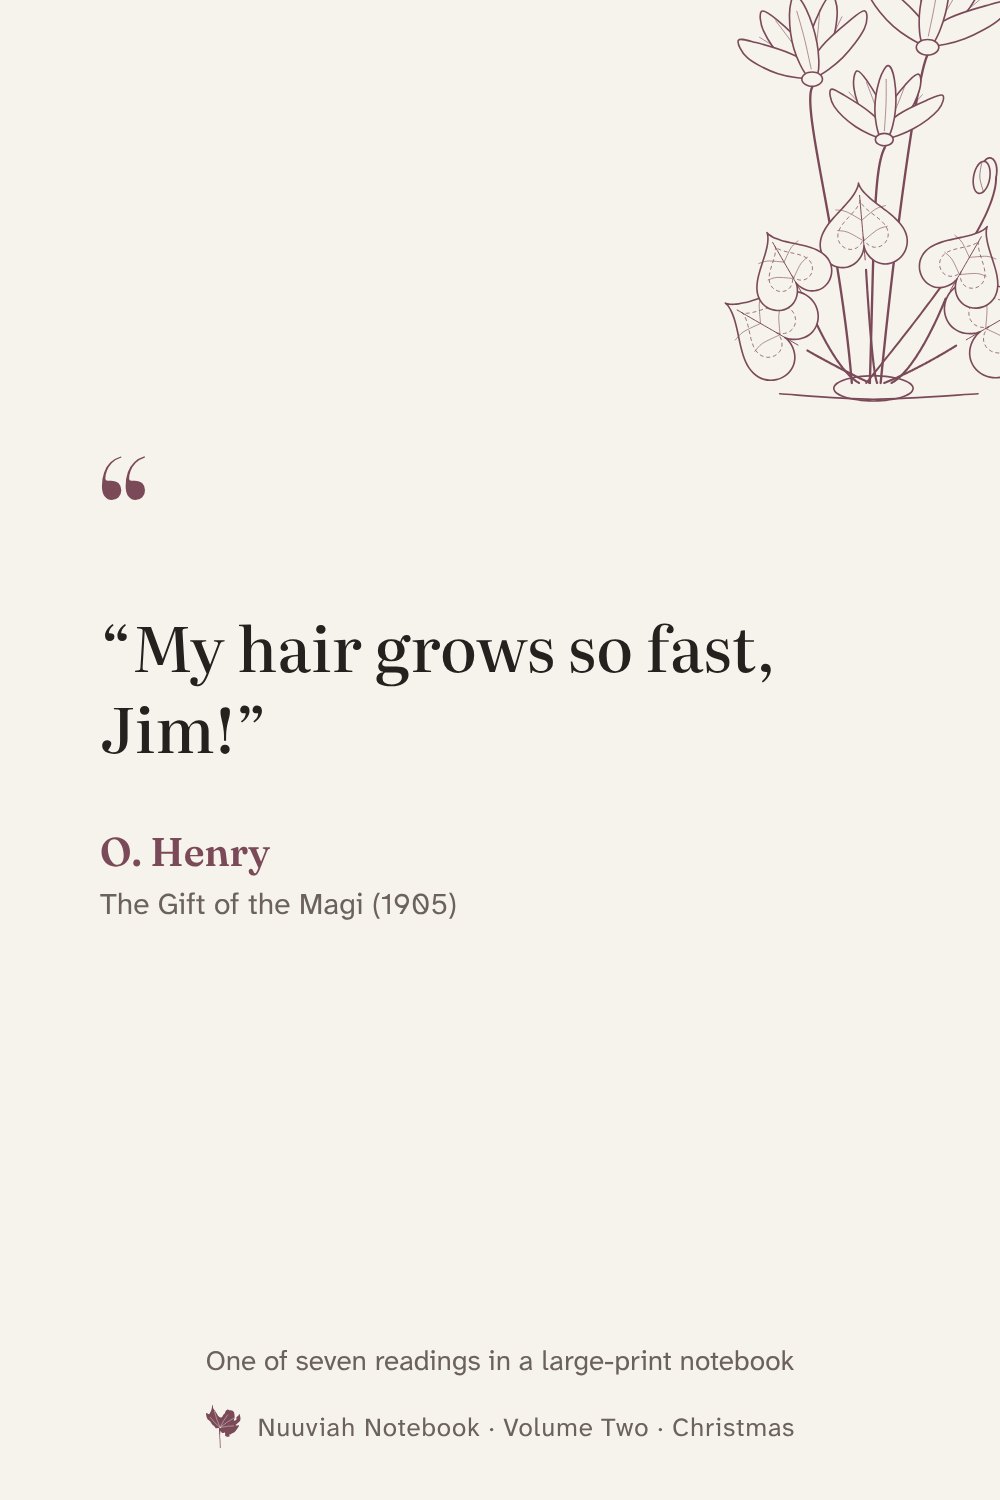 “
“My hair grows so fast,
Jim!”
O. Henry
The Gift of the Magi (1905)
One of seven readings in a large-print notebook
Nuuviah Notebook · Volume Two · Christmas